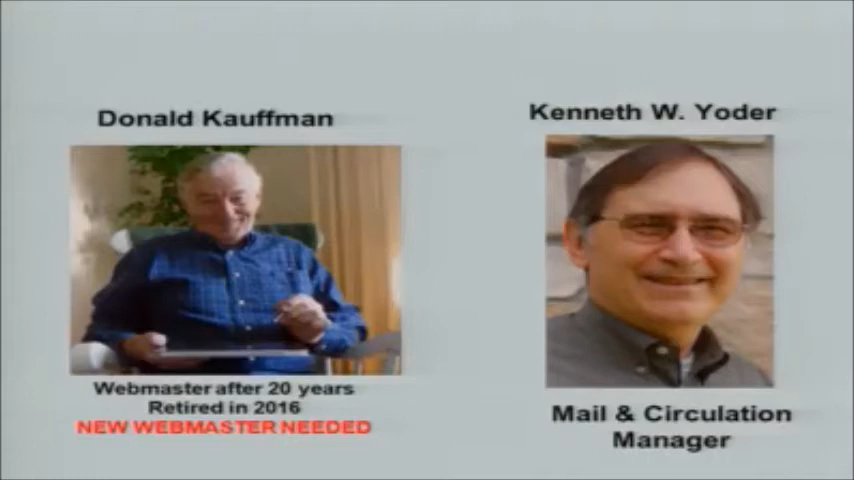 Donald Kauffman
Webmaster after 20 years
Retired in 2016
NEW WEBMASTER NEEDED
Kenneth W. Yoder
Mail & Circulation
Manager